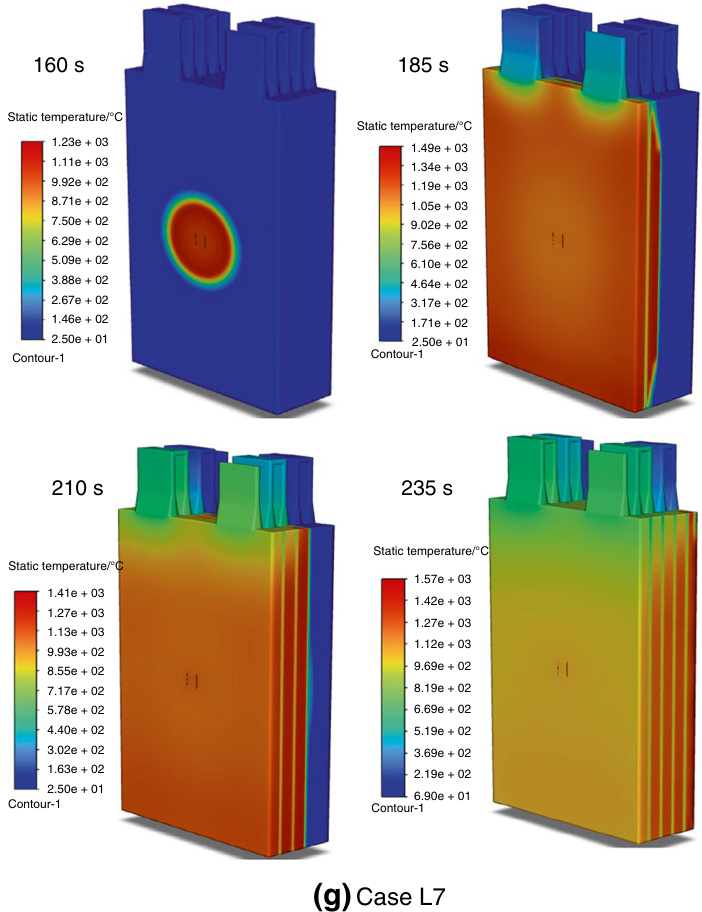 160 s
Static temperature/°C
1.23e + 03
1.11e + 03
9.92e + 02
8.71e + 02
7.50e + 02
6.29e + 02
5.09e + 02
3.88e + 02
2.67e + 02
1.46e + 02
2.50e + 01
Contour-1
185 s
Static temperature/°C
1.49e + 03
1.34e + 03
1.19e + 03
1.05e + 03
9.02e + 02
7.56e + 02
6.10e + 02
4.64e + 02
3.17e + 02
1.71e + 02
2.50e + 01
Contour-1
210 s
Static temperature/°C
1.41e + 03
1.27e + 03
1.13e + 03
9.93e + 02
8.55e + 02
7.17e + 02
5.78e + 02
4.40e + 02
3.02e + 02
1.63e + 02
2.50e + 01
Contour-1
235 s
Static temperature/°C
1.57e + 03
1.42e + 03
1.27e + 03
1.12e + 03
9.69e + 02
8.19e + 02
6.69e + 02
5.19e + 02
3.69e + 02
2.19e + 02
6.90e + 01
Contour-1
(g) Case L7